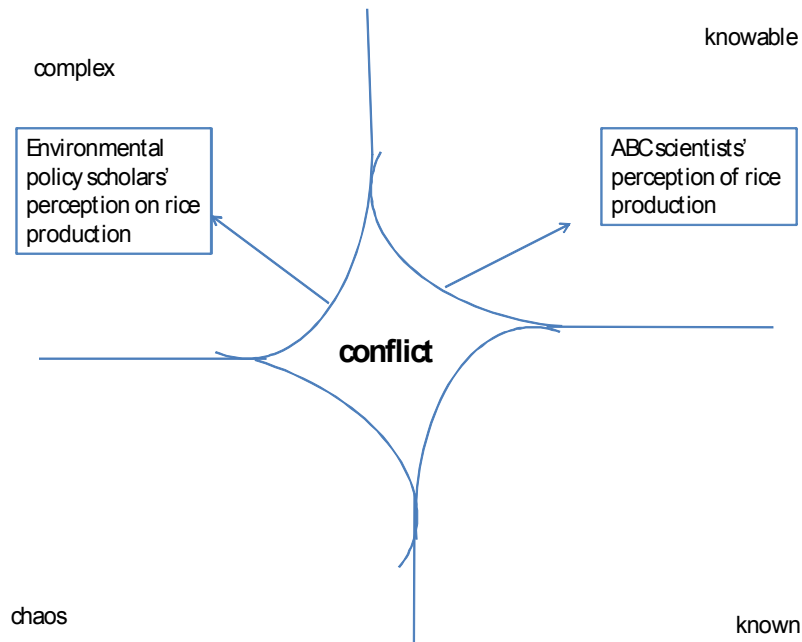 complex
knowable
Environmental
policy scholars'
perception on rice
production
ABC scientists'
perception of rice
production
conflict
chaos
known